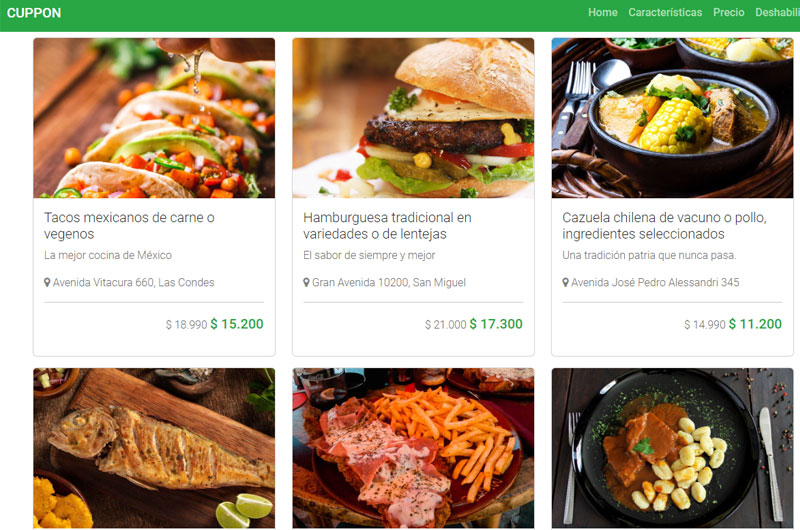 CUPPON
Home Características Precio
Tacos mexicanos de carne o
vegenos
La mejor cocina de México
Avenida Vitacura 660, Las Condes
$ 18.990 $ 15.200
Hamburguesa tradicional en
variedades o de lentejas
El sabor de siempre y mejor
Gran Avenida 10200, San Miguel
$ 21.000 $ 17.300
Cazuela chilena de vacuno o pollo,
ingredientes seleccionados
Una tradición patria que nunca pasa.
Avenida José Pedro Alessandri 345
$ 14.990 $ 11.200